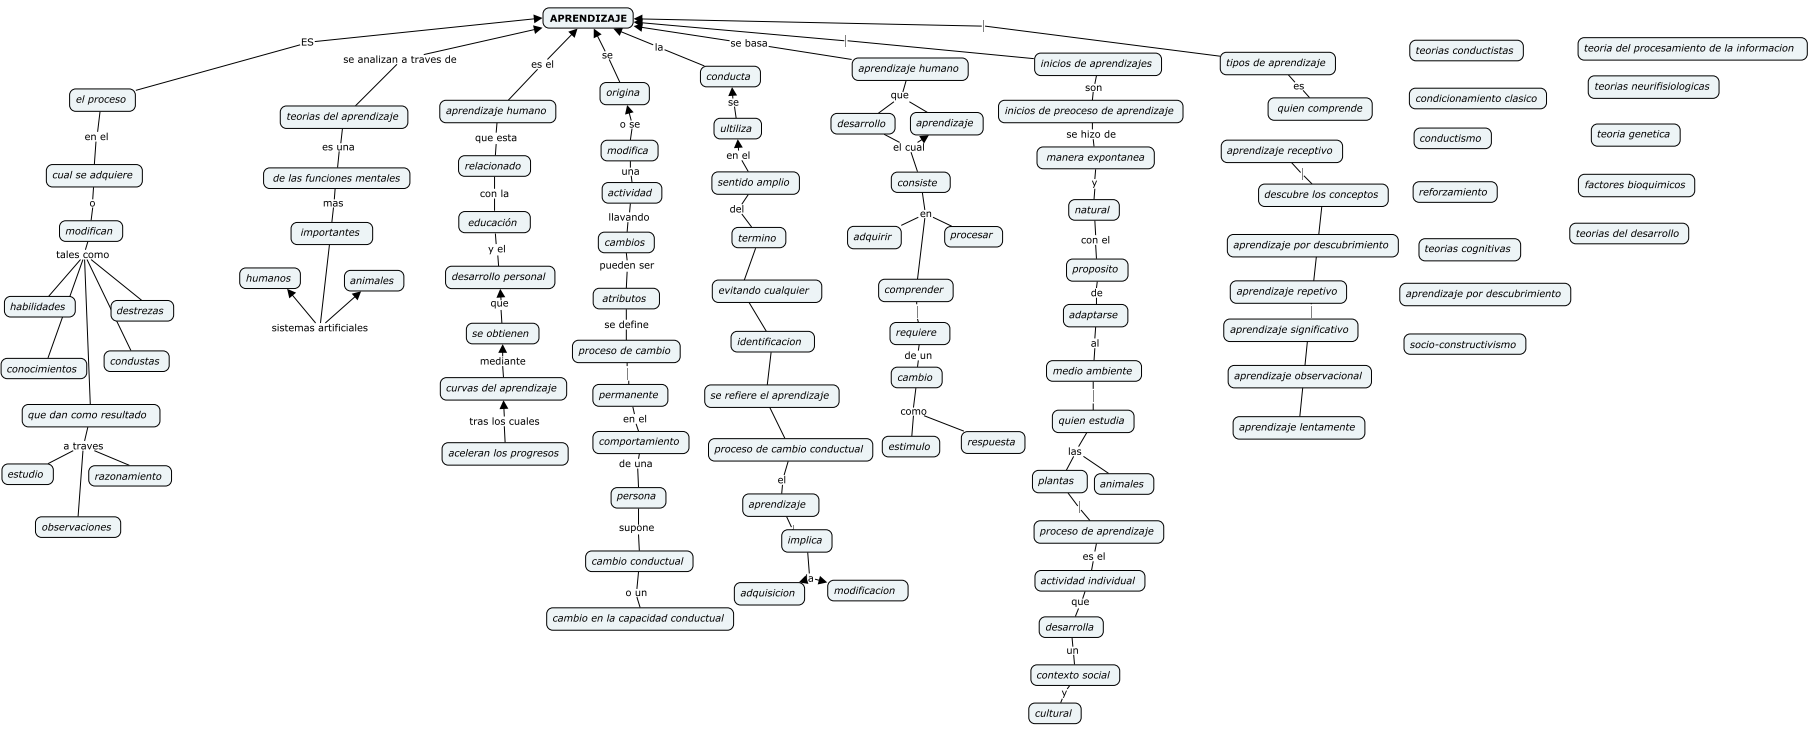 APRENDIZAJE
ES
el proceso
en el
cual se adquiere
o
modifican
tales como
habilidades
destrezas
conocimientos
condustas
que dan como resultado
a traves
estudio
razonamiento
observaciones
se analizan a traves de
teorias del aprendizaje
es una
de las funciones mentales
mas
importantes
humanos
animales
sistemas artificiales
es el
aprendizaje humano
que esta
relacionado
con la
educación
y el
desarrollo personal
que
se obtienen
mediante
curvas del aprendizaje
tras los cuales
aceleran los progresos
se
origina
o se
modifica
una
actividad
llavando
cambios
pueden ser
atributos
se define
proceso de cambio
permanente
en el
comportamiento
de una
persona
supone
cambio conductual
o un
cambio en la capacidad conductual
la
conducta
se
ultiliza
en el
sentido amplio
del
termino
evitando cualquier
identificacion
se refiere el aprendizaje
proceso de cambio conductual
el
aprendizaje
implica
a
adquisicion
modificacion
se basa
aprendizaje humano
que
desarrollo
aprendizaje
el cual
consiste
en
adquirir
procesar
comprender
requiere
de un
cambio
como
estimulo
respuesta
inicios de aprendizajes
son
inicios de preoceso de aprendizaje
se hizo de
manera expontanea
y
natural
con el
proposito
de
adaptarse
al
medio ambiente
quien estudia
las
plantas
animales
proceso de aprendizaje
es el
actividad individual
que
desarrolla
un
contexto social
y
cultural
tipos de aprendizaje
es
quien comprende
aprendizaje receptivo
descubre los conceptos
aprendizaje por descubrimiento
aprendizaje repetivo
aprendizaje significativo
aprendizaje observacional
aprendizaje lentamente
teorias conductistas
condicionamiento clasico
conductismo
reforzamiento
teorias cognitivas
aprendizaje por descubrimiento
socio-constructivismo
teoria del procesamiento de la informacion
teorias neurifisiologicas
teoria genetica
factores bioquimicos
teorias del desarrollo